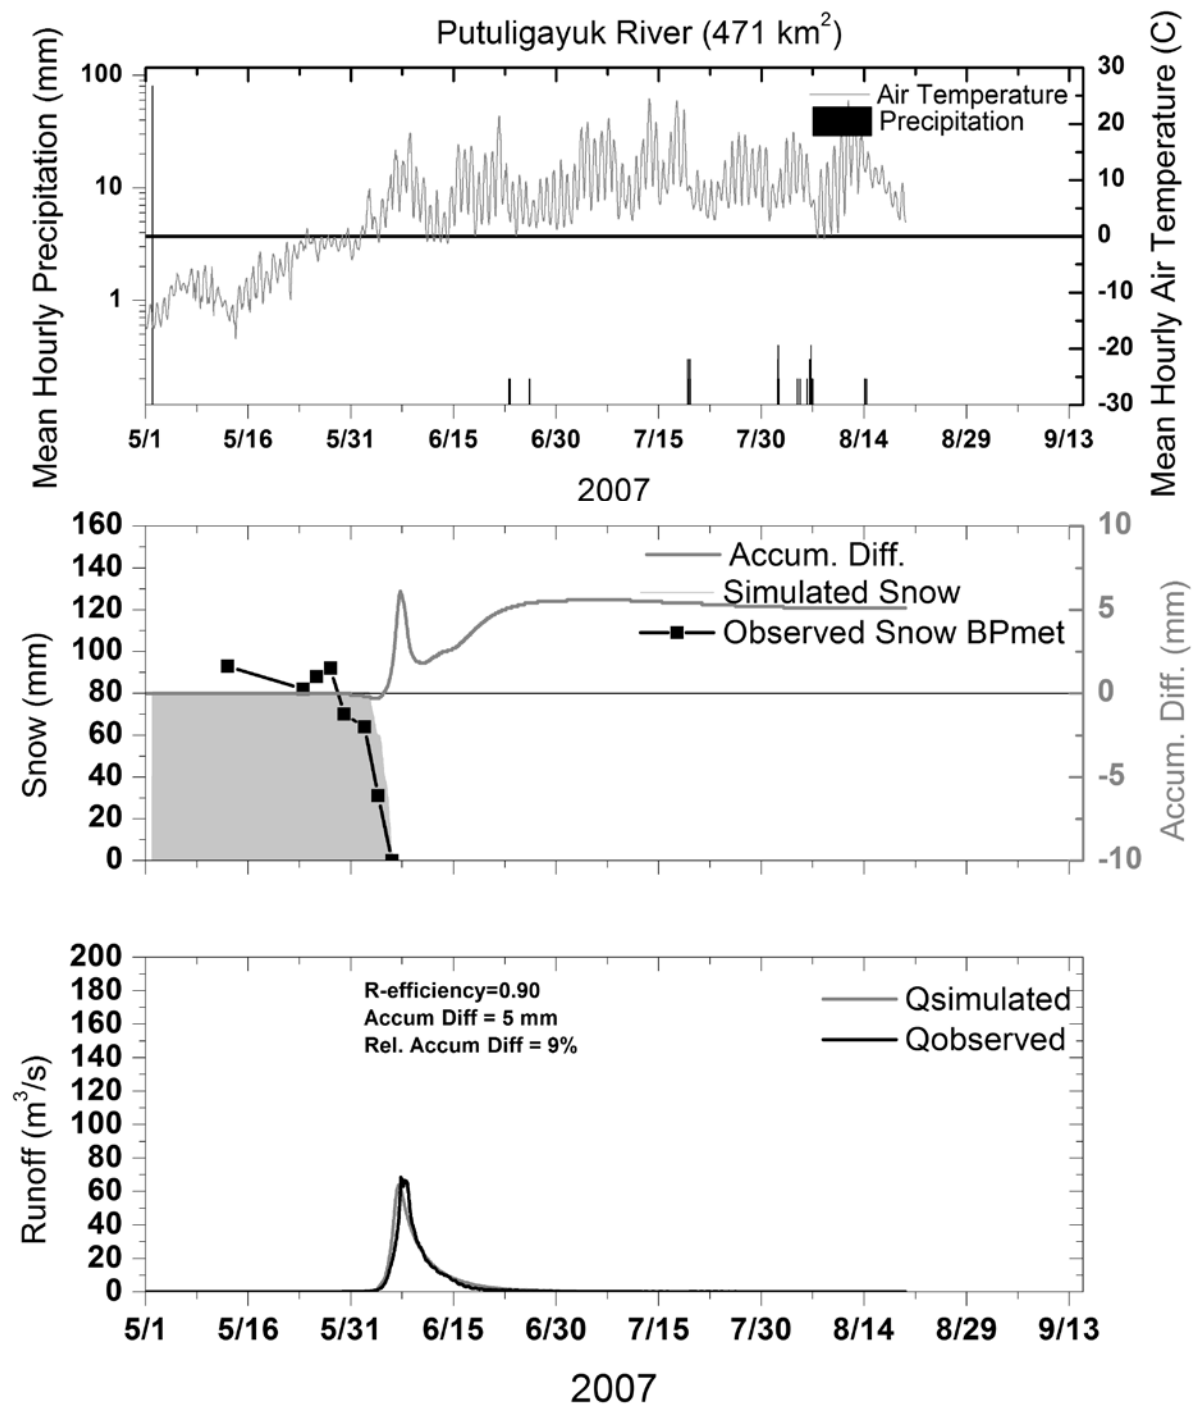 Putuligayuk River (471 km²)
Mean Hourly Precipitation (mm)
100
10
1
Air Temperature
Precipitation
30
20
10
0
-10
-20
-30
Mean Hourly Air Temperature (C)
5/1 5/16 5/31 6/15 6/30 7/15 7/30 8/14 8/29 9/13
2007
Snow (mm)
160
140
120
100
80
60
40
20
0
Accum. Diff.
Simulated Snow
Observed Snow BPmet
10
5
0
-5
-10
Accum. Diff. (mm)
Runoff (m³/s)
200
180
160
140
120
100
80
60
40
20
0
R-efficiency=0.90
Accum Diff = 5 mm
Rel. Accum Diff = 9%
Qsimulated
Qobserved
5/1 5/16 5/31 6/15 6/30 7/15 7/30 8/14 8/29 9/13
2007